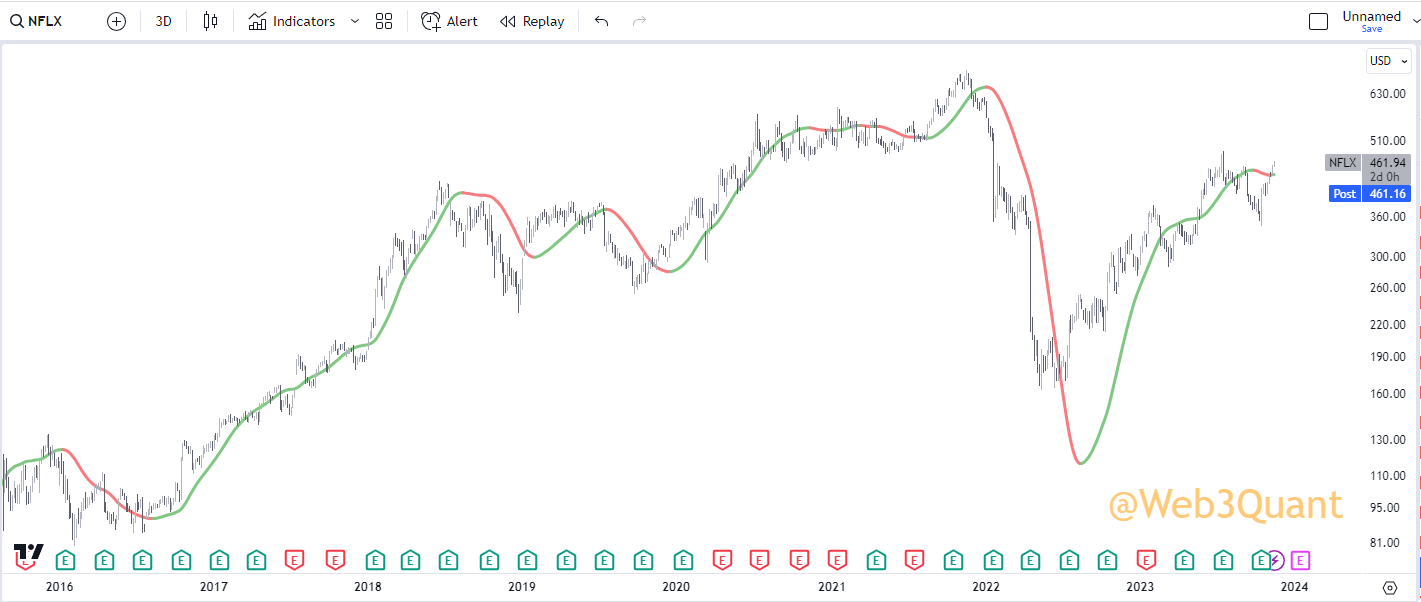 NFLX 3D Indicators Alert Replay Unnamed
Save
USD
630.00
510.00
NFLX 461.94
2d 0h
Post 461.16
360.00
300.00
260.00
220.00
190.00
160.00
130.00
110.00
95.00
81.00
@Web3Quant
E E E E E E E E E E E E E E E E E E E E E E E E E E E E E E E E E E
2016 2017 2018 2019 2020 2021 2022 2023 2024